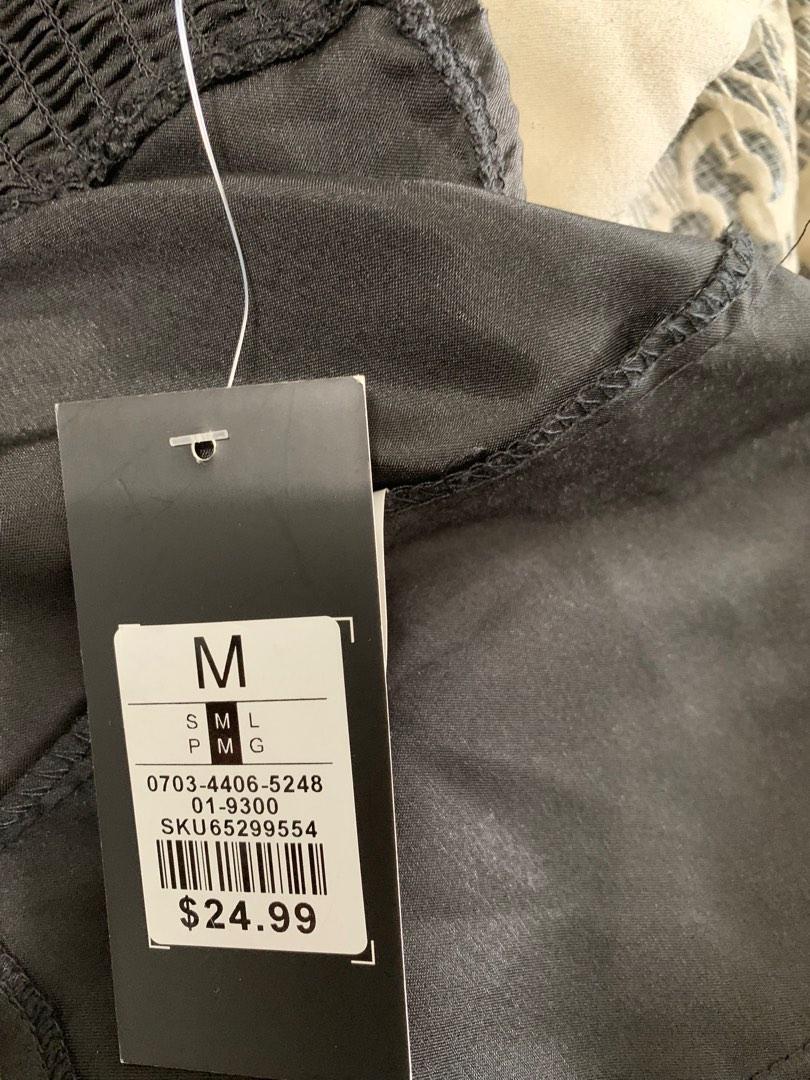 M
S M L
P M G
0703-4406-5248
01-9300
SKU65299554
$24.99